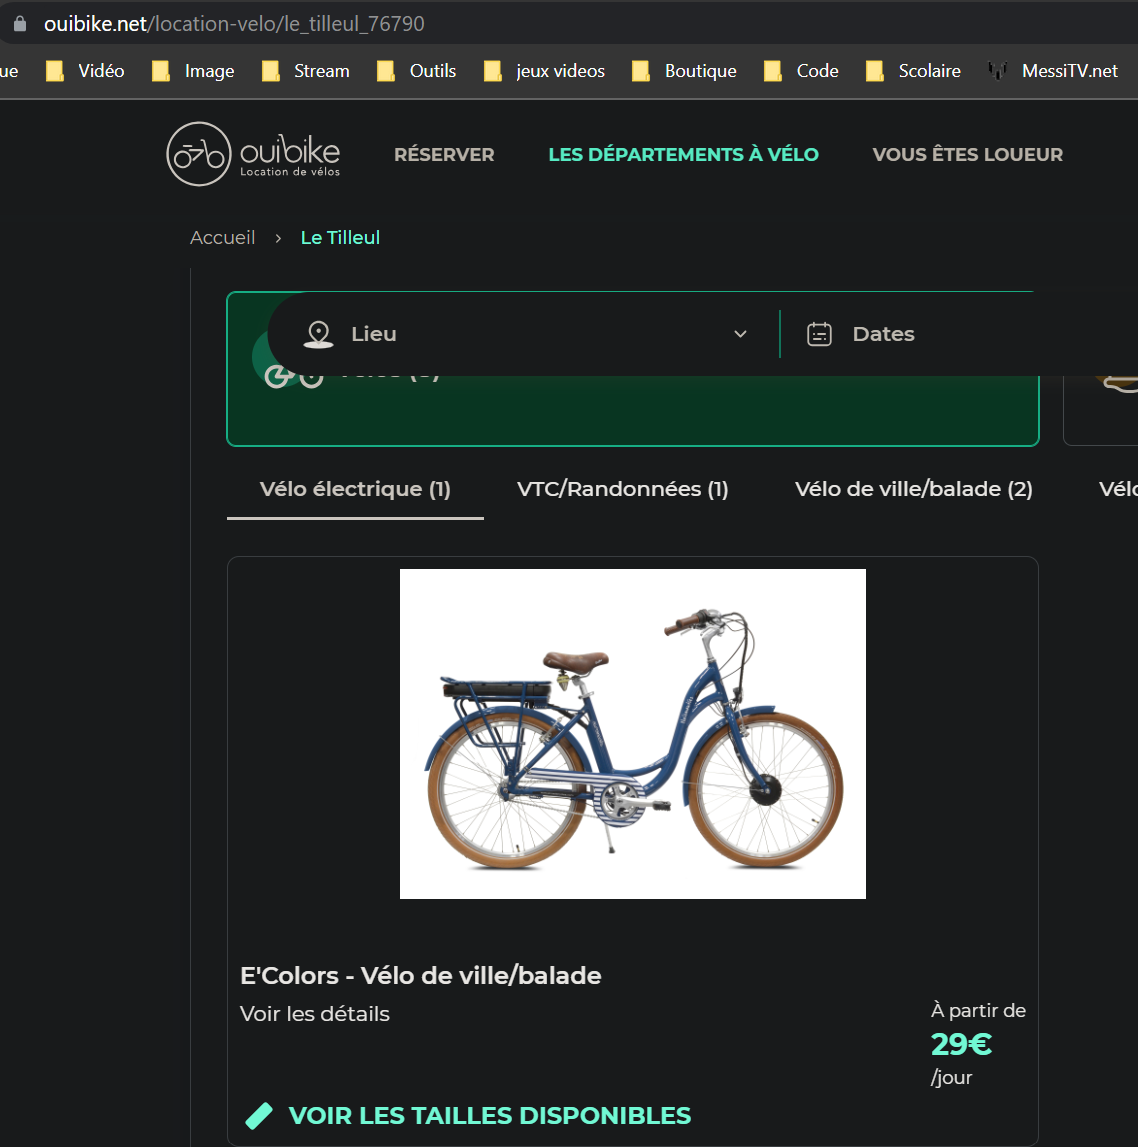 ouibike.net/location-velo/le_tilleul_76790
ue Vidéo Image Stream Outils jeux videos Boutique Code Scolaire MessiTV.net
ouibike
Location de vélos
RÉSERVER LES DÉPARTEMENTS À VÉLO VOUS ÊTES LOUEUR
Accueil > Le Tilleul
Lieu Dates
Vélo électrique (1) VTC/Randonnées (1) Vélo de ville/balade (2) Vélo
E'Colors - Vélo de ville/balade
Voir les détails
À partir de
29€
/jour
VOIR LES TAILLES DISPONIBLES